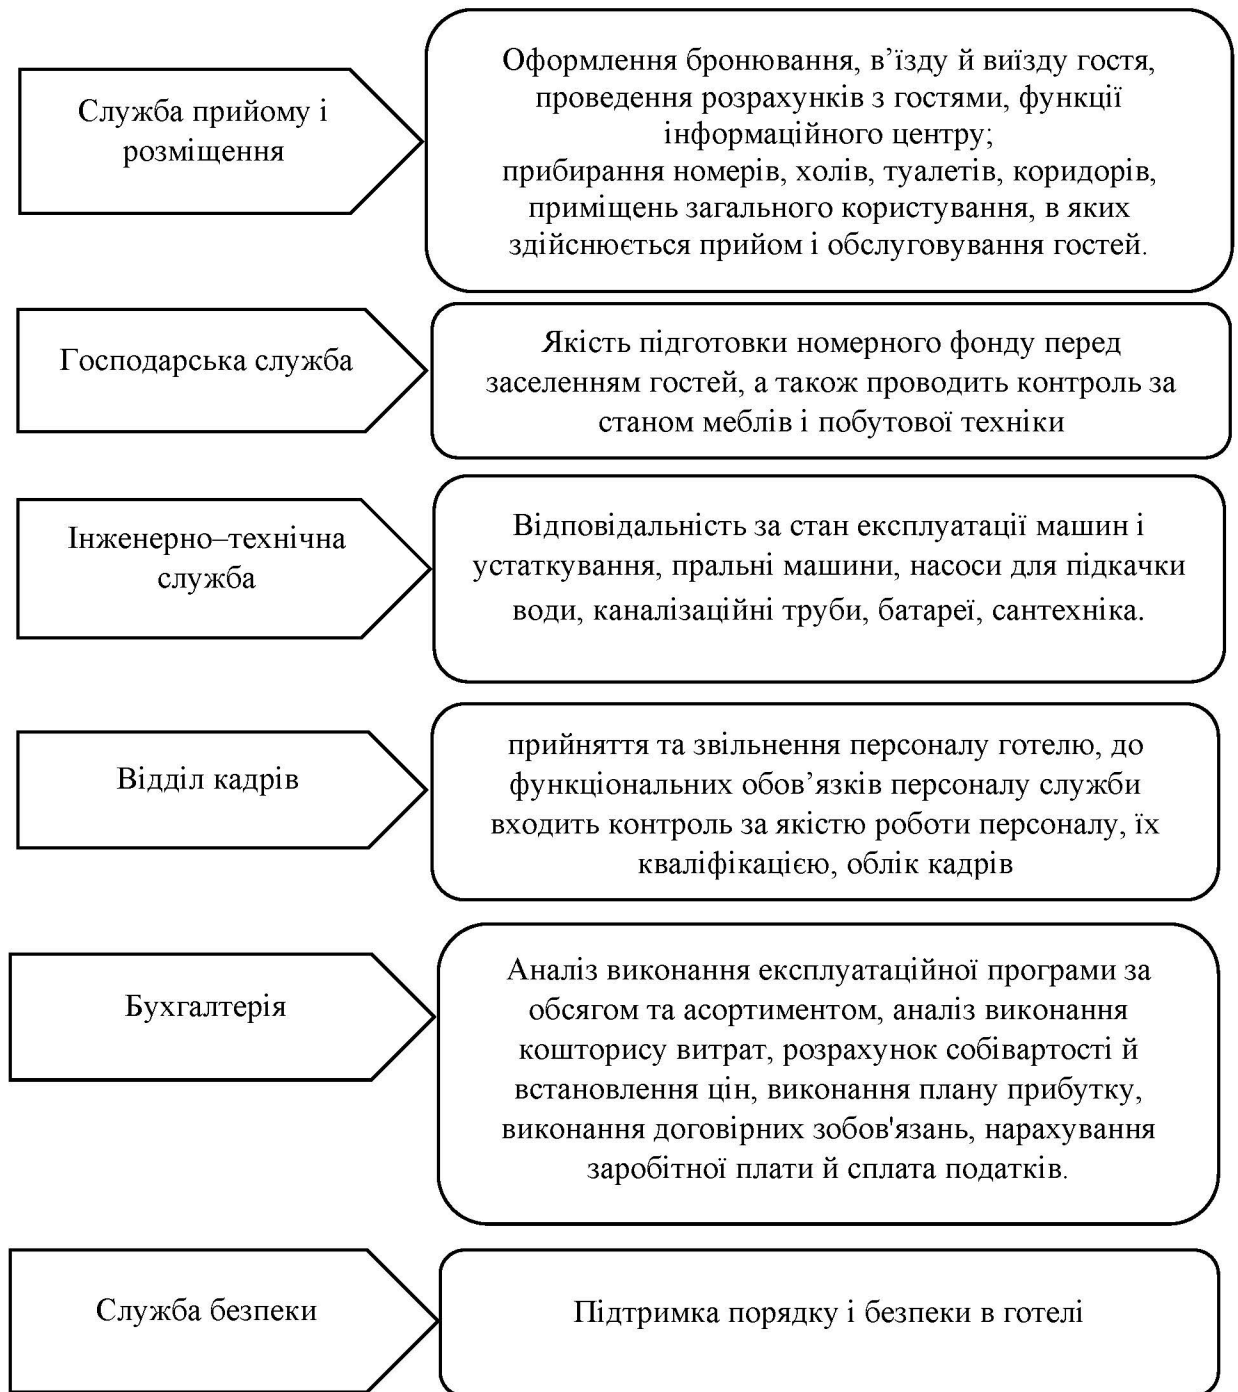 Служба прийому і
розміщення
Оформлення бронювання, в’їзду й виїзду гостя,
проведення розрахунків з гостями, функції
інформаційного центру;
прибирання номерів, холів, туалетів, коридорів,
приміщень загального користування, в яких
здійснюється прийом і обслуговування гостей.
Господарська служба
Якість підготовки номерного фонду перед
заселенням гостей, а також проводить контроль за
станом меблів і побутової техніки
Інженерно–технічна
служба
Відповідальність за стан експлуатації машин і
устаткування, пральні машини, насоси для підкачки
води, каналізаційні труби, батареї, сантехніка.
Відділ кадрів
прийняття та звільнення персоналу готелю, до
функціональних обов’язків персоналу служби
входить контроль за якістю роботи персоналу, їх
кваліфікацією, облік кадрів
Бухгалтерія
Аналіз виконання експлуатаційної програми за
обсягом та асортиментом, аналіз виконання
кошторису витрат, розрахунок собівартості й
встановлення цін, виконання плану прибутку,
виконання договірних зобов'язань, нарахування
заробітної плати й сплата податків.
Служба безпеки
Підтримка порядку і безпеки в готелі